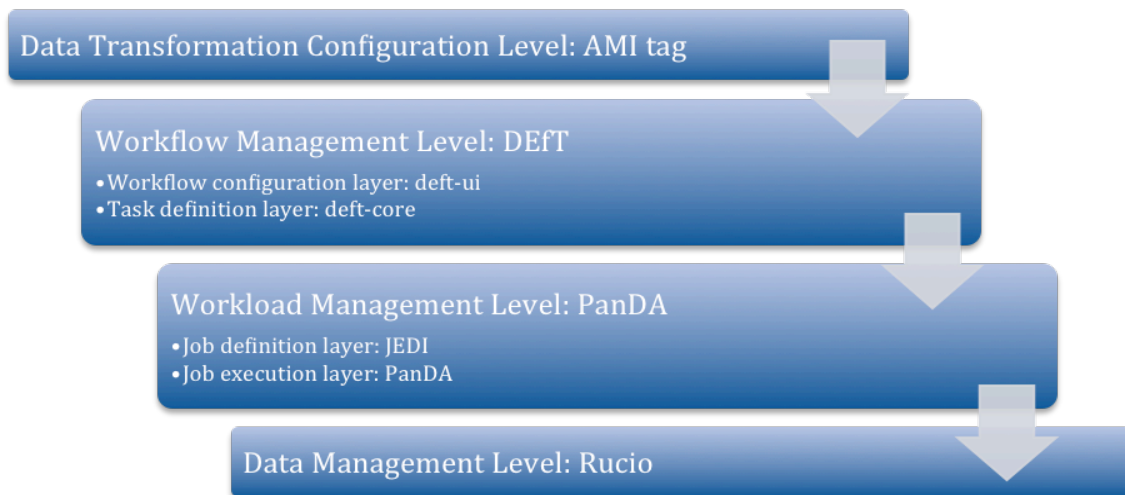 Data Transformation Configuration Level: AMI tag
Workflow Management Level: DEfT
•Workflow configuration layer: deft-ui
•Task definition layer: deft-core
Workload Management Level: PanDA
•Job definition layer: JEDI
•Job execution layer: PanDA
Data Management Level: Rucio